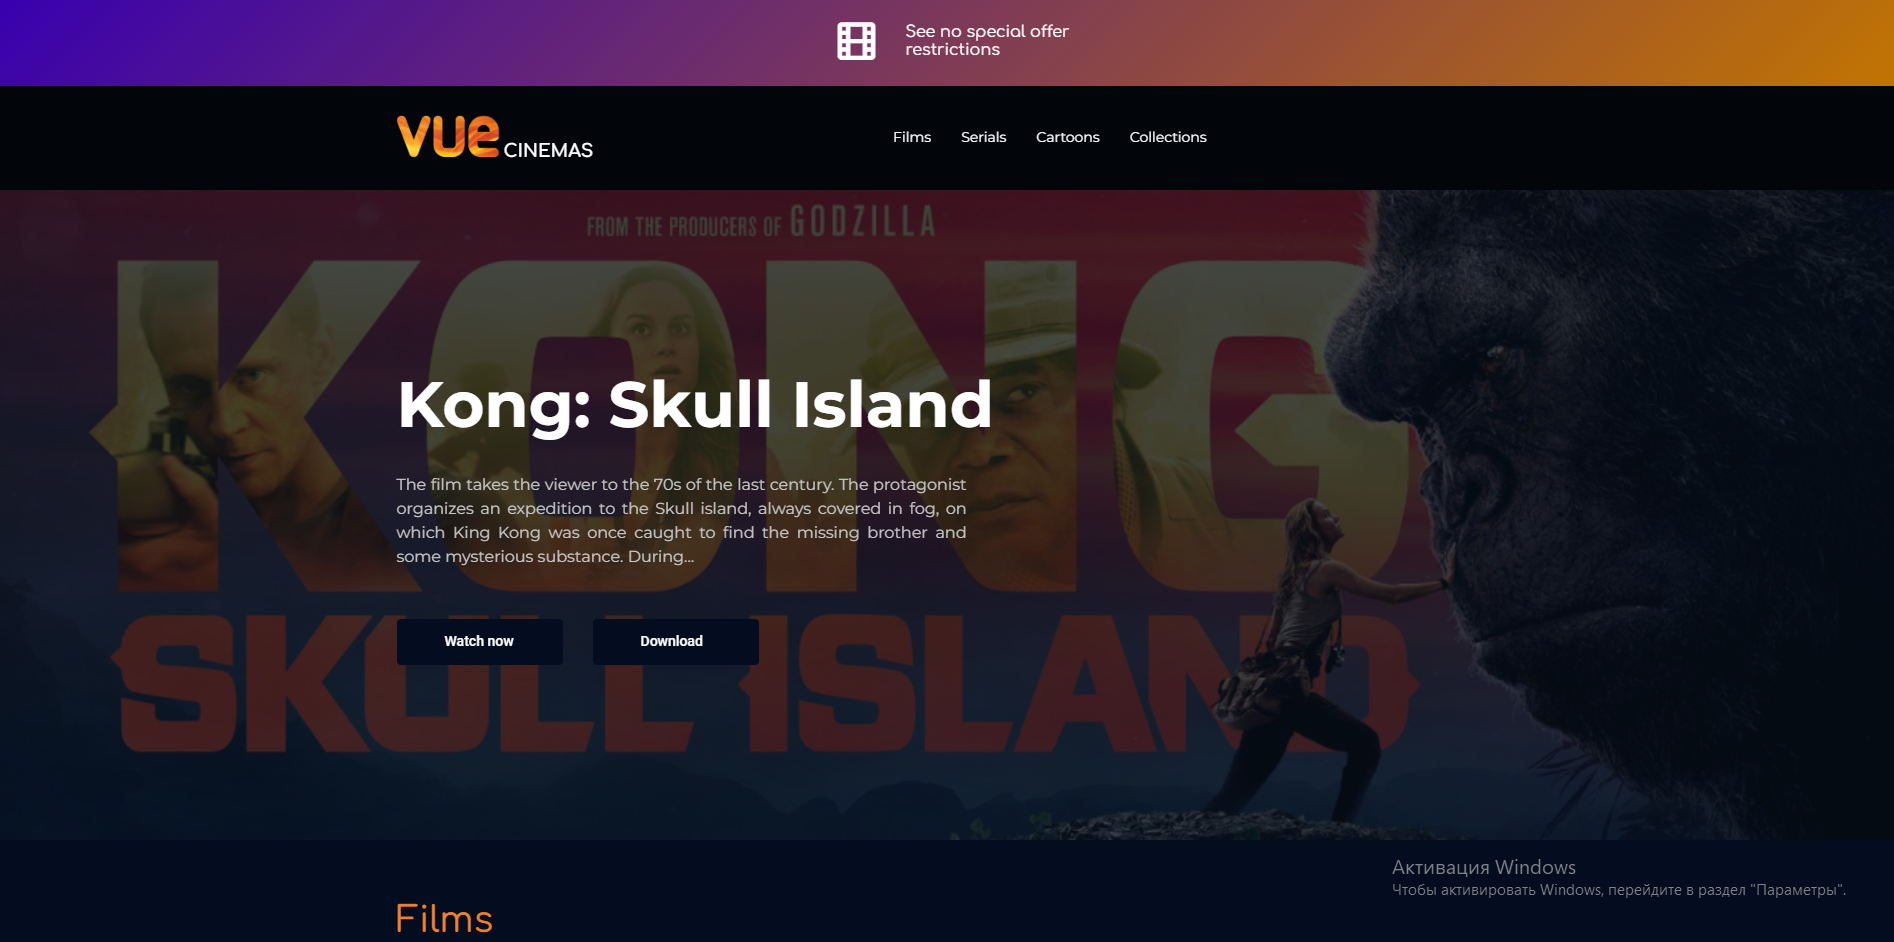 See no special offer
restrictions
vue CINEMAS
Films
Serials
Cartoons
Collections
FROM THE PRODUCERS OF GODZILLA
KONG
Kong: Skull Island
The film takes the viewer to the 70s of the last century. The protagonist
organizes an expedition to the Skull island, always covered in fog, on
which King Kong was once caught to find the missing brother and
some mysterious substance. During...
Watch now
Download
SKULL ISLAND
Активация Windows
Чтобы активировать Windows, перейдите в раздел "Параметры".
Films